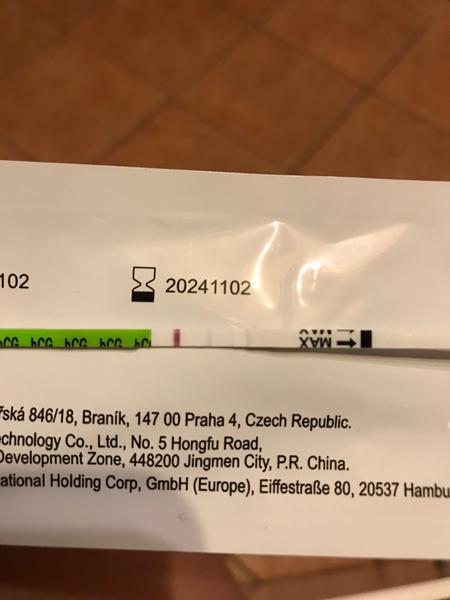 102
20241102
hCG hCG hCG hCG
MAX
řská 846/18, Braník, 147 00 Praha 4, Czech Republic.
echnology Co., Ltd., No. 5 Hongfu Road,
Development Zone, 448200 Jingmen City, P.R. China.
ational Holding Corp, GmbH (Europe), Eiffestraße 80, 20537 Hambu